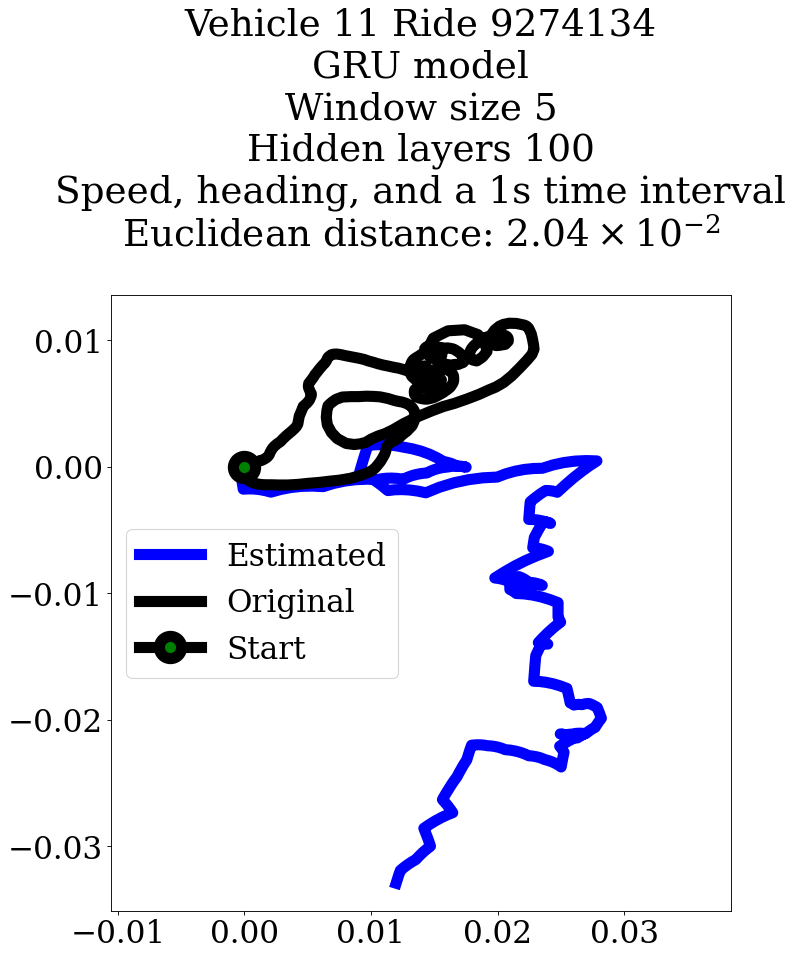 Vehicle 11 Ride 9274134
GRU model
Window size 5
Hidden layers 100
Speed, heading, and a 1s time interval
Euclidean distance: 2.04 × 10⁻²
0.01
0.00
−0.01
−0.02
−0.03
Estimated
Original
Start
−0.01 0.00 0.01 0.02 0.03